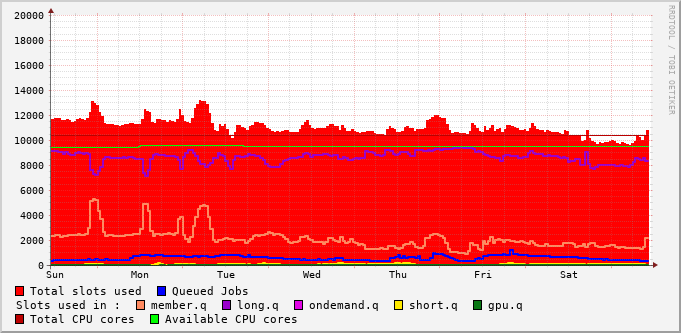 RRDTOOL / TOBI OETIKER
20000
18000
16000
14000
12000
10000
8000
6000
4000
2000
0
Sun Mon Tue Wed Thu Fri Sat
Total slots used Queued Jobs
Slots used in : member.q long.q ondemand.q short.q gpu.q
Total CPU cores Available CPU cores